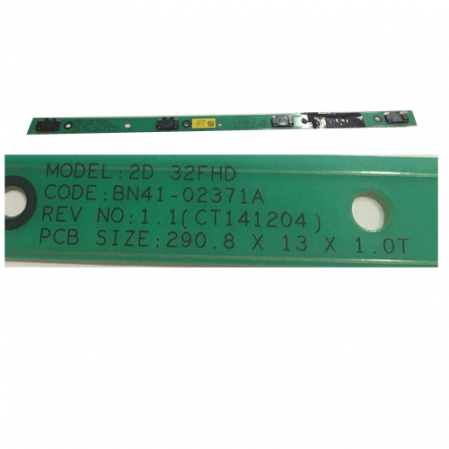 MODEL:2D 32FHD
CODE:BN41-02371A
REV NO:1.1(CT141204)
PCB SIZE:290.8 X 13 X 1.0T